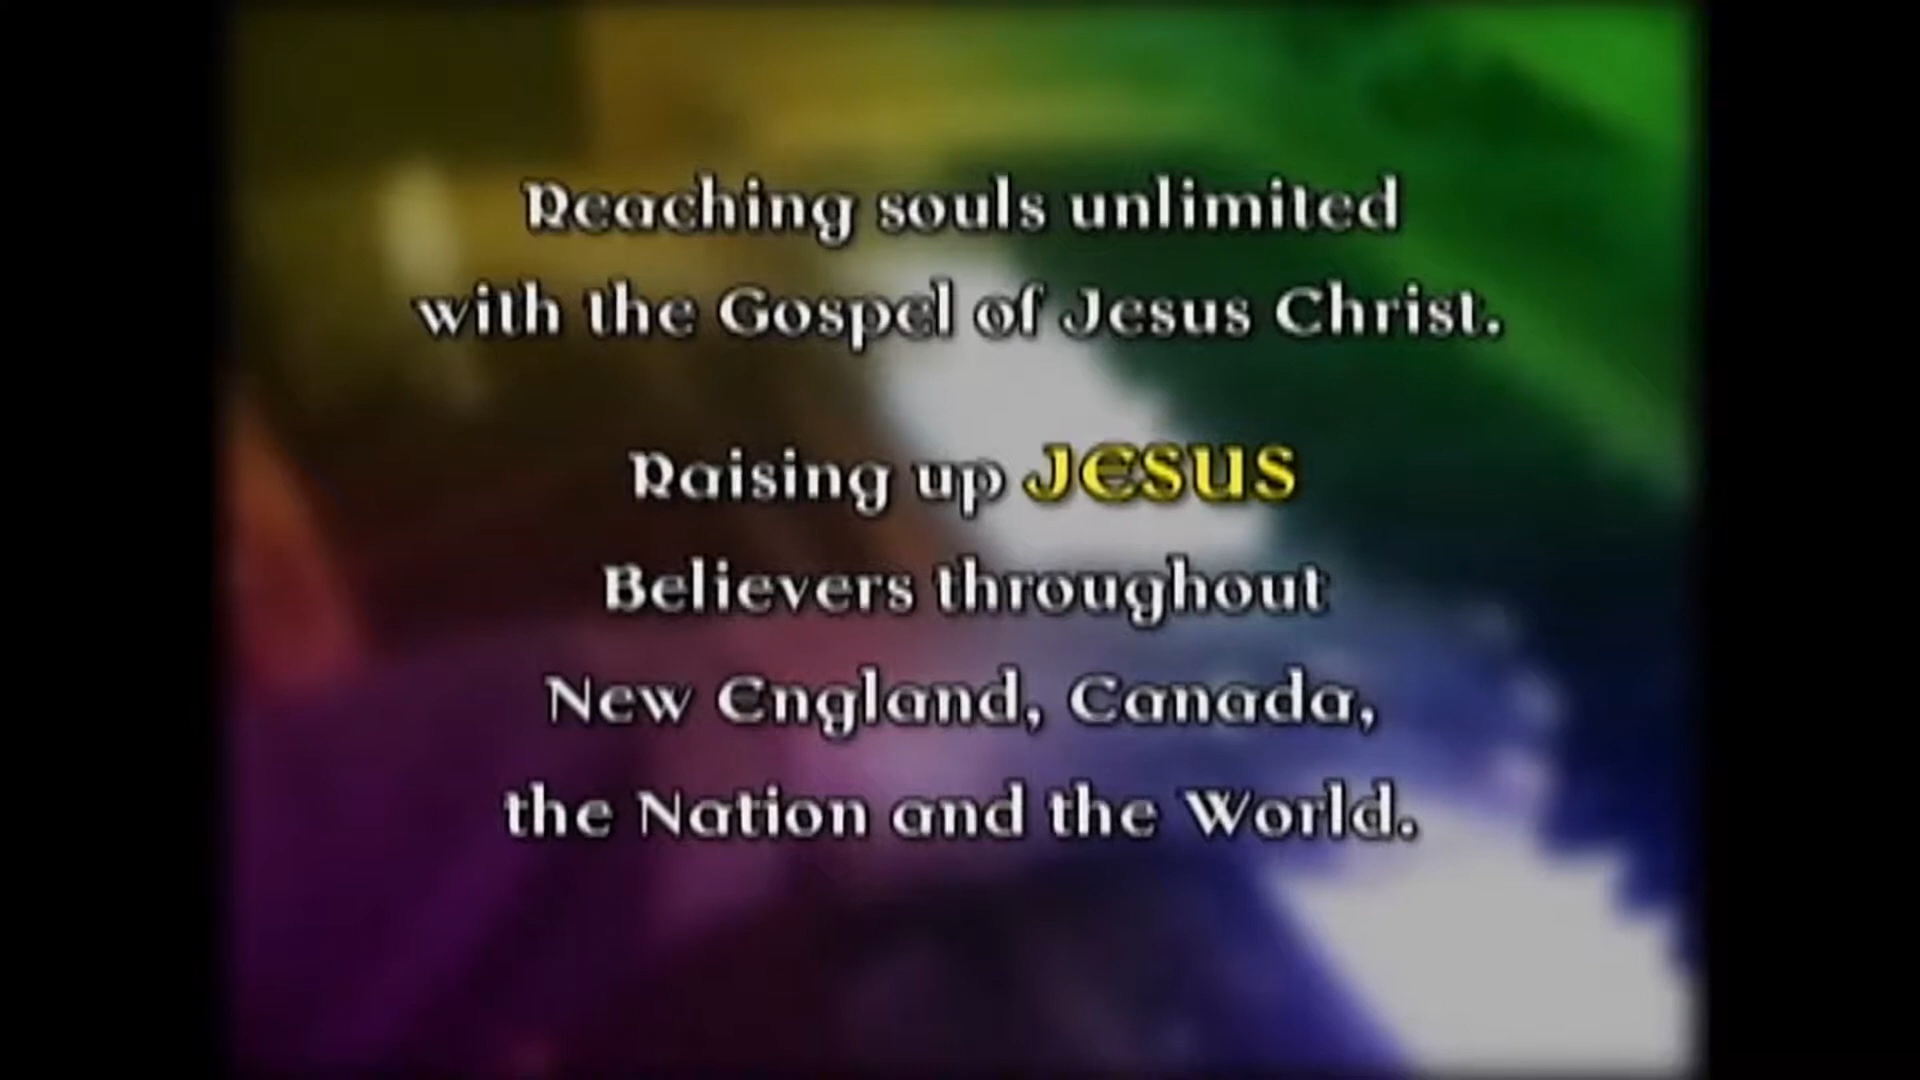 Reaching souls unlimited
with the Gospel of Jesus Christ.
Raising up JESUS
Believers throughout
New England, Canada,
the Nation and the World.